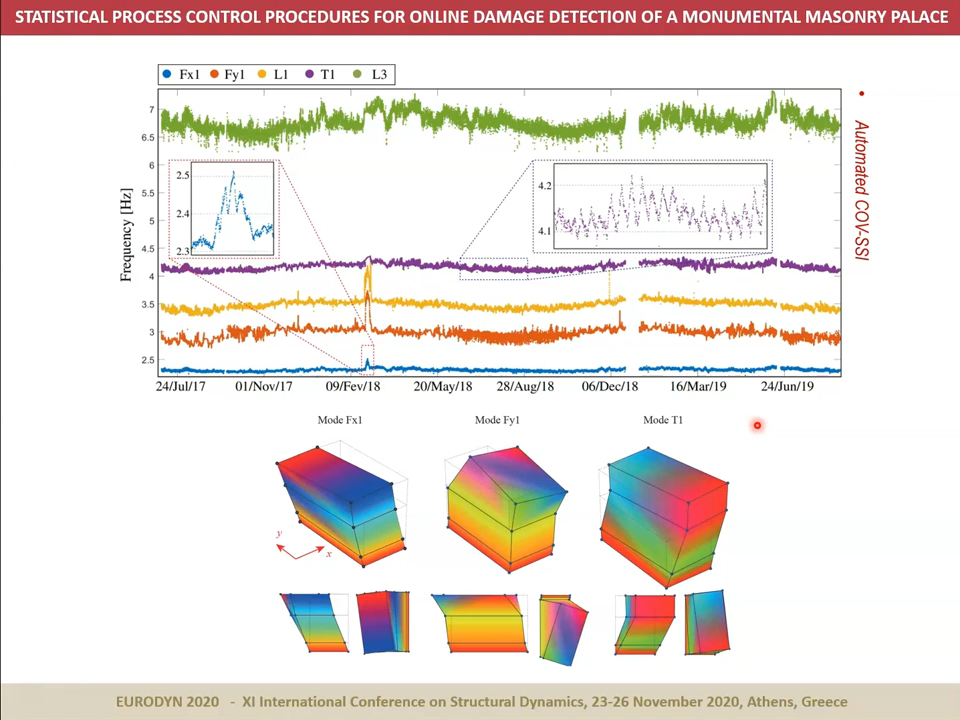 STATISTICAL PROCESS CONTROL PROCEDURES FOR ONLINE DAMAGE DETECTION OF A MONUMENTAL MASONRY PALACE
Fx1 Fy1 L1 T1 L3
Frequency [Hz]
7
6.5
6
5.5
5
4.5
4
3.5
3
2.5
2.5
2.4
2.3
4.2
4.1
24/Jul/17 01/Nov/17 09/Fev/18 20/May/18 28/Aug/18 06/Dec/18 16/Mar/19 24/Jun/19
• Automated COV-SSI
Mode Fx1 Mode Fy1 Mode T1
y
x
EURODYN 2020 - XI International Conference on Structural Dynamics, 23-26 November 2020, Athens, Greece